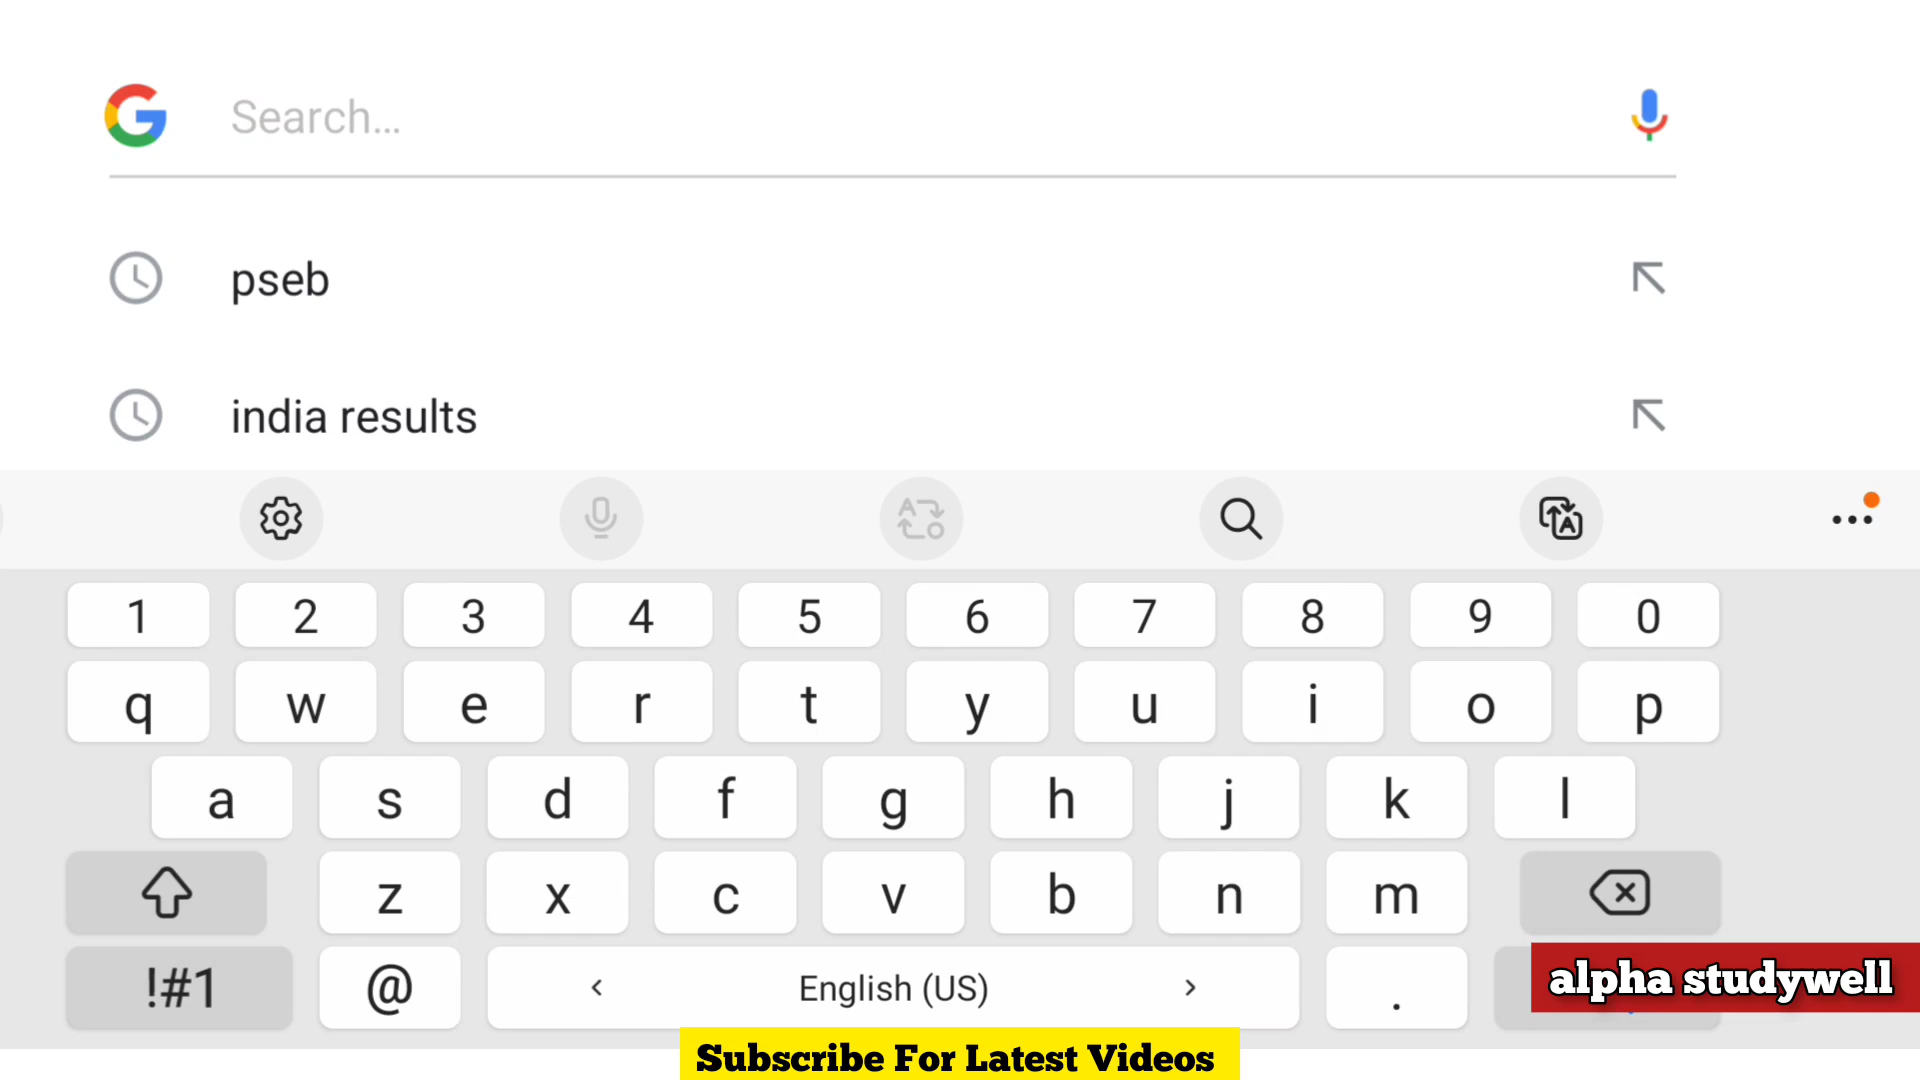 Search...
pseb
india results
1 2 3 4 5 6 7 8 9 0
q w e r t y u i o p
a s d f g h j k l
z x c v b n m
!#1 @ < English (US) > .
alpha studywell
Subscribe For Latest Videos